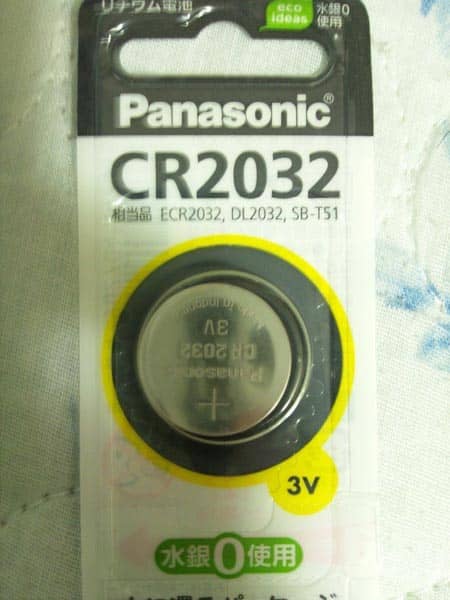 リチウム電池
eco ideas
水銀0使用
Panasonic®
CR2032
相当品 ECR2032, DL2032, SB-T51
Panasonic
CR 2032
3V
3V
水銀0使用